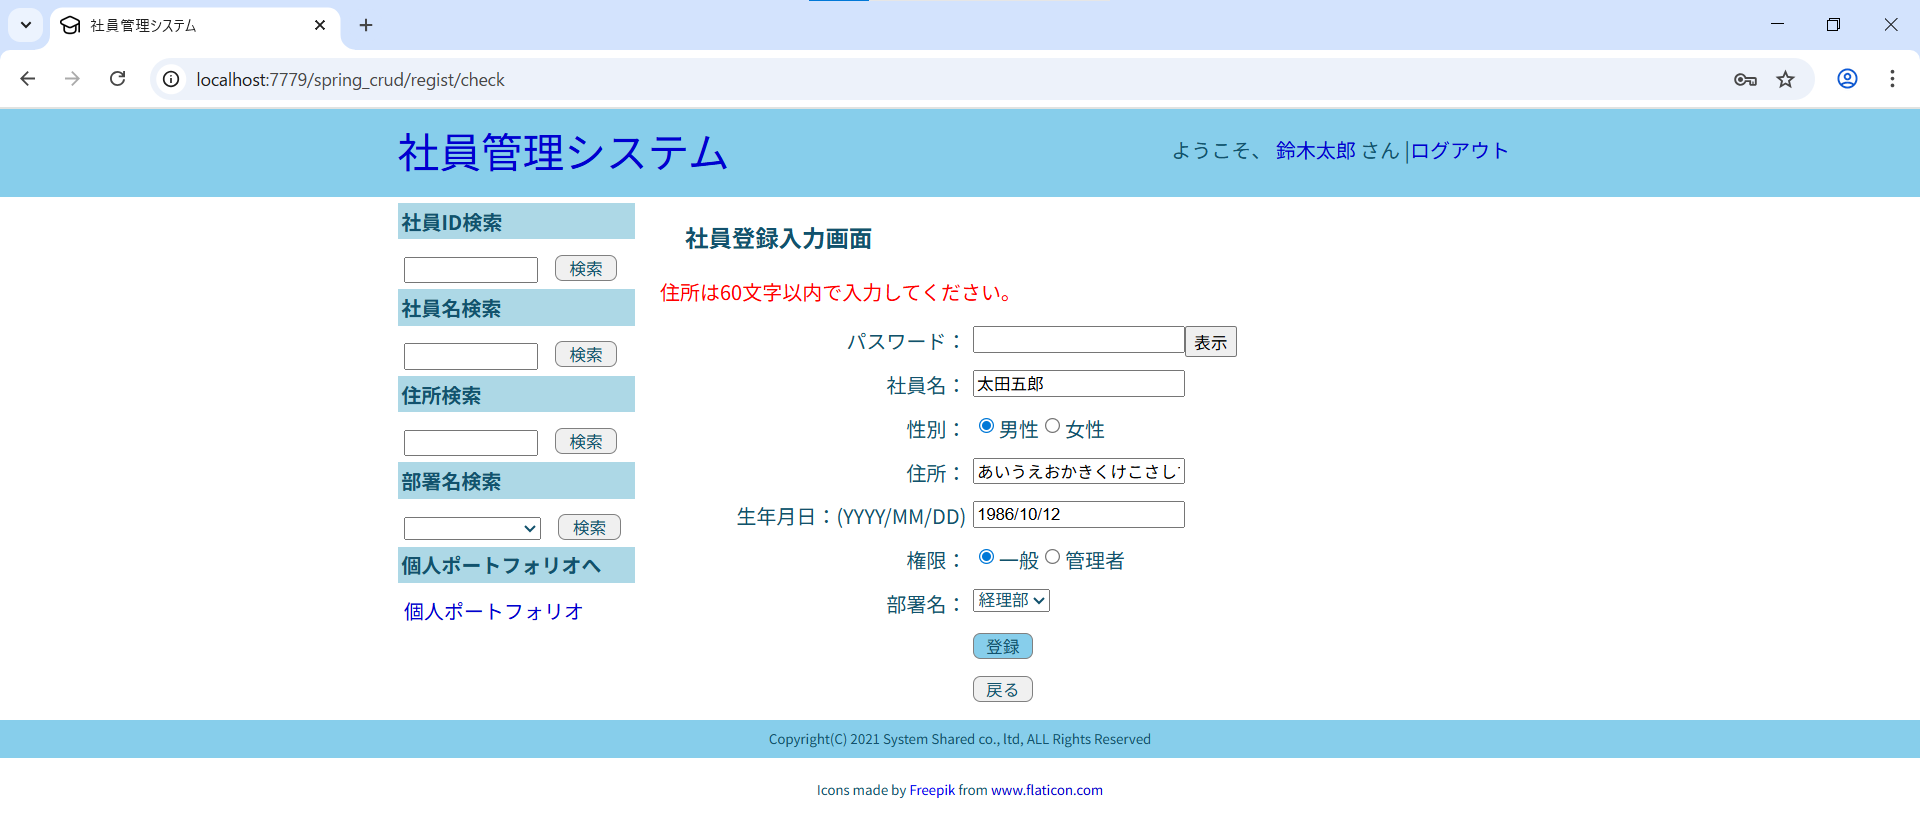 社員管理システム
localhost:7779/spring_crud/regist/check
社員管理システム
ようこそ、 鈴木太郎 さん |ログアウト
社員ID検索
検索
社員名検索
検索
住所検索
検索
部署名検索
検索
個人ポートフォリオへ
個人ポートフォリオ
社員登録入力画面
住所は60文字以内で入力してください。
パスワード： 表示
社員名： 太田五郎
性別： 男性 女性
住所： あいうえおかきくけこさし
生年月日：(YYYY/MM/DD) 1986/10/12
権限： 一般 管理者
部署名： 経理部
登録
戻る
Copyright(C) 2021 System Shared co., ltd, ALL Rights Reserved
Icons made by Freepik from www.flaticon.com